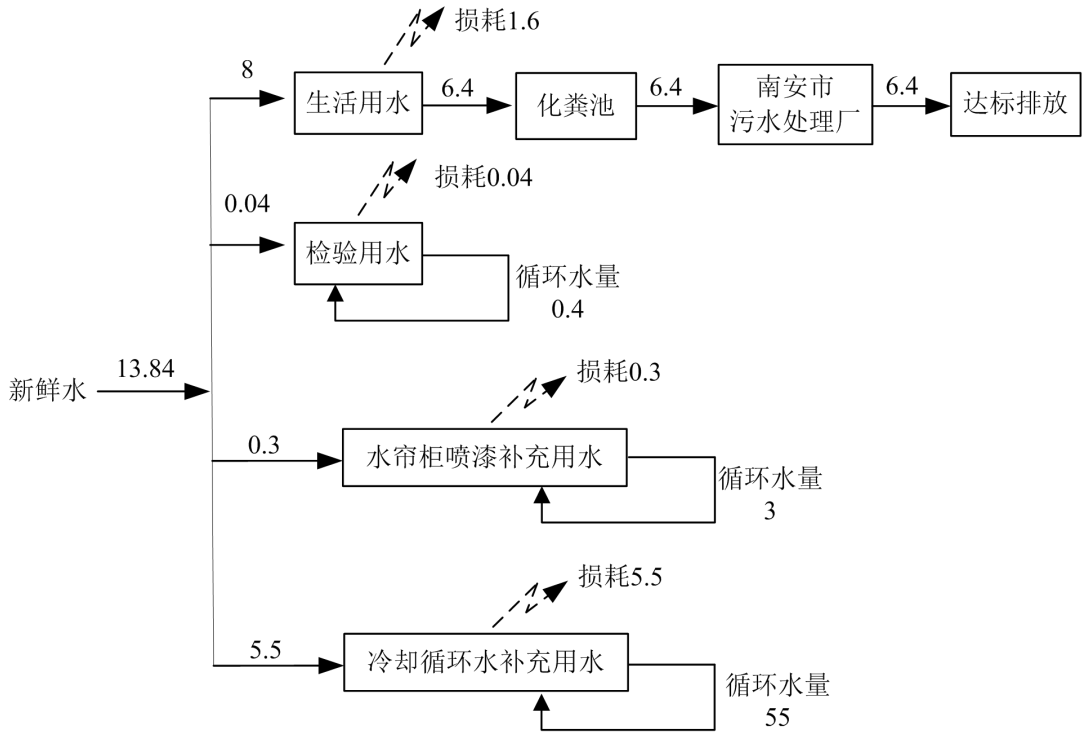 损耗1.6
8
生活用水
6.4
化粪池
6.4
南安市
污水处理厂
6.4
达标排放
损耗0.04
0.04
检验用水
循环水量
0.4
新鲜水
13.84
损耗0.3
0.3
水帘柜喷漆补充用水
循环水量
3
损耗5.5
5.5
冷却循环水补充用水
循环水量
55